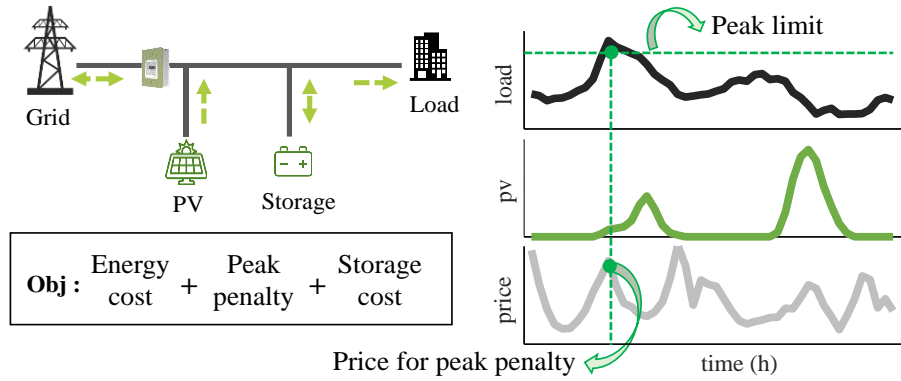 Grid
Load
PV
Storage
Obj : Energy cost + Peak penalty + Storage cost
Peak limit
load
pv
price
Price for peak penalty
time (h)